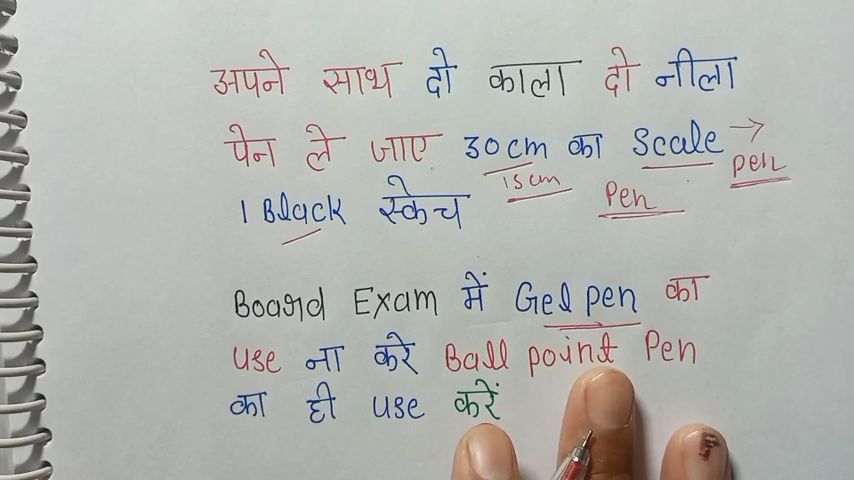 अपने साथ दो काला दो नीला
पेन ले जाए 30cm का Scale →
15cm Pen pen
1 Black स्केच
Board Exam में Gel pen का
use ना करे Ball point Pen
का ही use करें